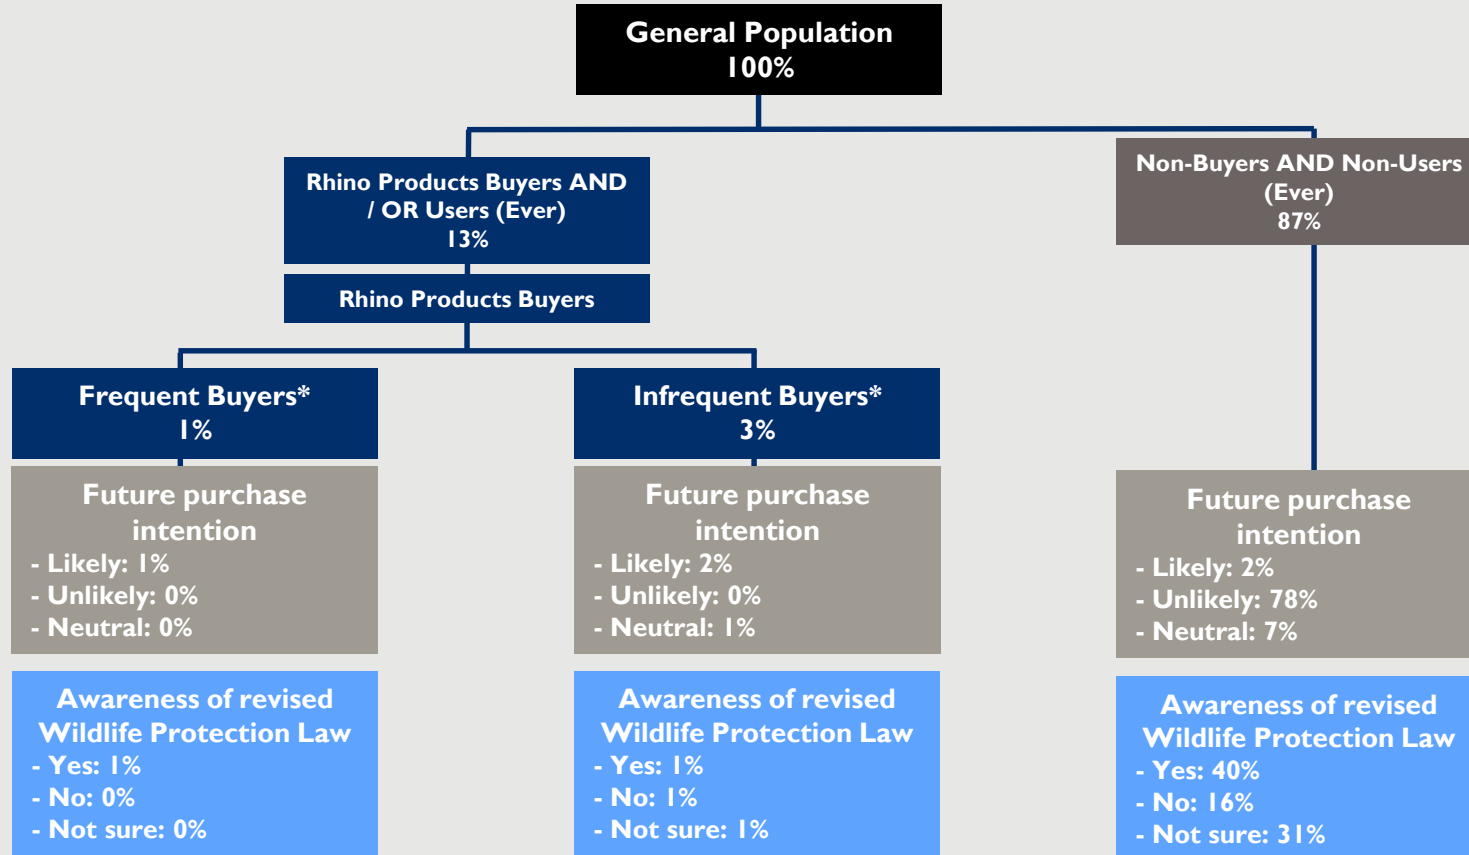 General Population
100%
Rhino Products Buyers AND
/ OR Users (Ever)
13%
Non-Buyers AND Non-Users
(Ever)
87%
Rhino Products Buyers
Frequent Buyers*
1%
Infrequent Buyers*
3%
Future purchase
intention
- Likely: 1%
- Unlikely: 0%
- Neutral: 0%
Future purchase
intention
- Likely: 2%
- Unlikely: 0%
- Neutral: 1%
Future purchase
intention
- Likely: 2%
- Unlikely: 78%
- Neutral: 7%
Awareness of revised
Wildlife Protection Law
- Yes: 1%
- No: 0%
- Not sure: 0%
Awareness of revised
Wildlife Protection Law
- Yes: 1%
- No: 1%
- Not sure: 1%
Awareness of revised
Wildlife Protection Law
- Yes: 40%
- No: 16%
- Not sure: 31%